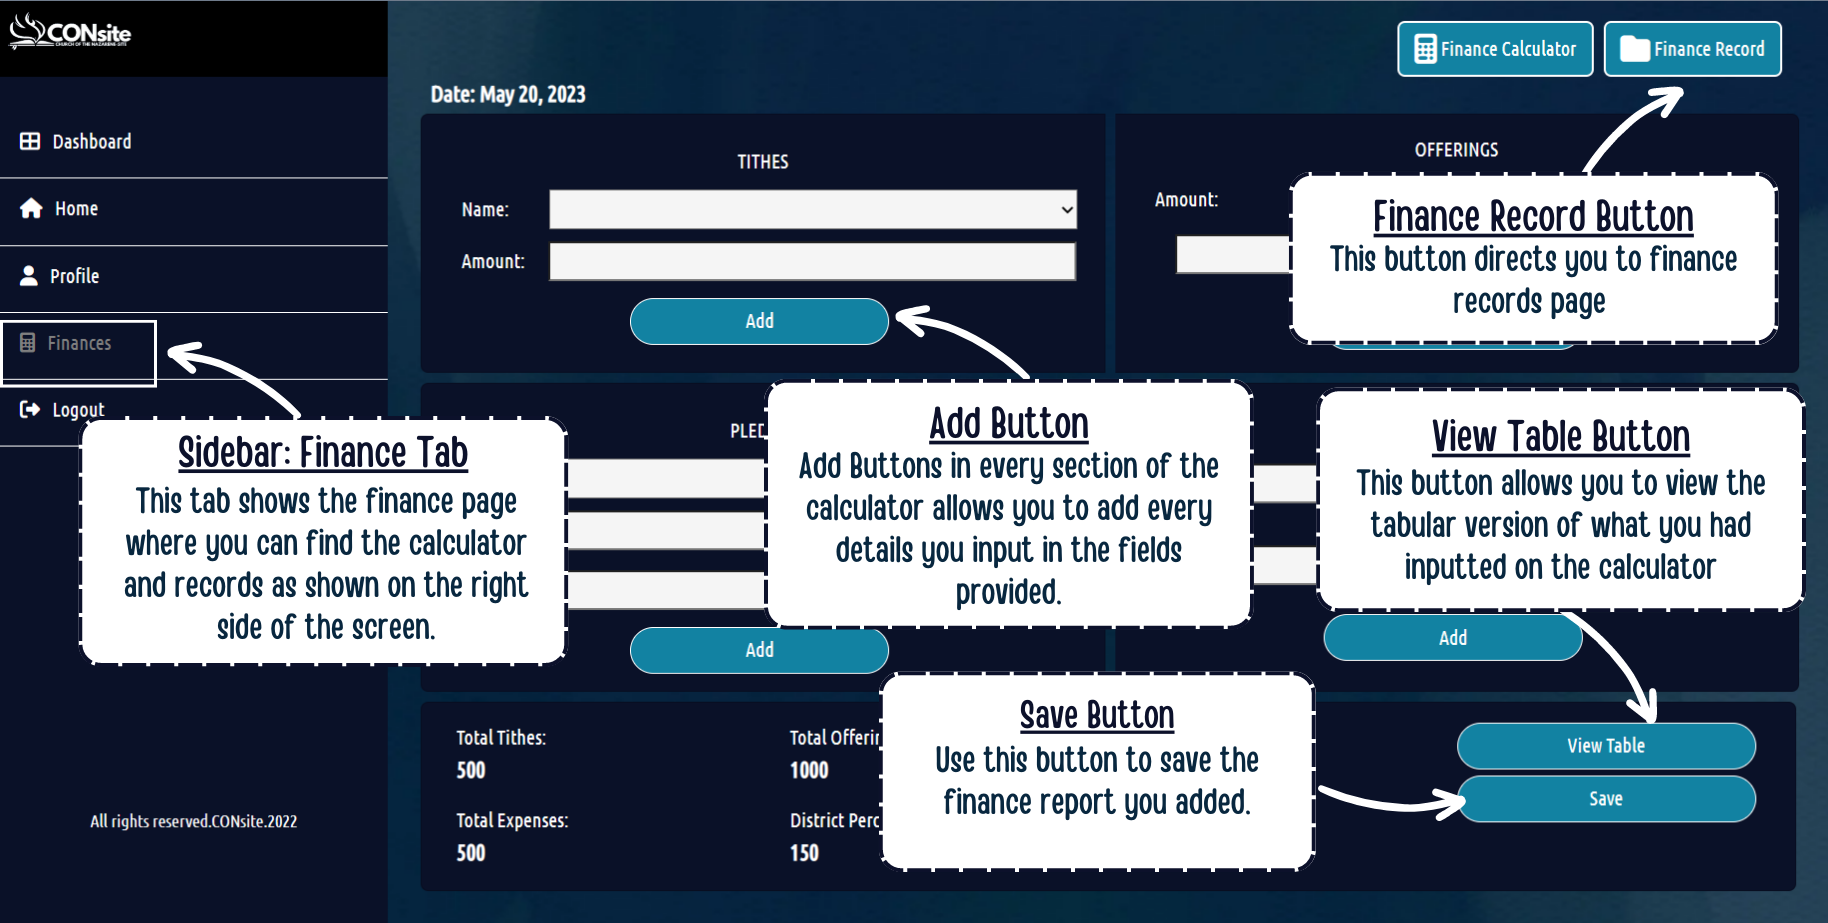 CONsite
CHURCH OF THE NAZARENE SITE
Finance Calculator
Finance Record
Date: May 20, 2023
Dashboard
Home
Profile
Finances
Logout
TITHES
Name:
Amount:
Add
OFFERINGS
Amount:
Finance Record Button
This button directs you to finance
records page
Sidebar: Finance Tab
This tab shows the finance page
where you can find the calculator
and records as shown on the right
side of the screen.
PLED
Add Button
Add Buttons in every section of the
calculator allows you to add every
details you input in the fields
provided.
Add
View Table Button
This button allows you to view the
tabular version of what you had
inputted on the calculator
Add
Save Button
Use this button to save the
finance report you added.
Total Tithes:
500
Total Offerin
1000
Total Expenses:
500
District Perc
150
View Table
Save
All rights reserved.CONsite.2022